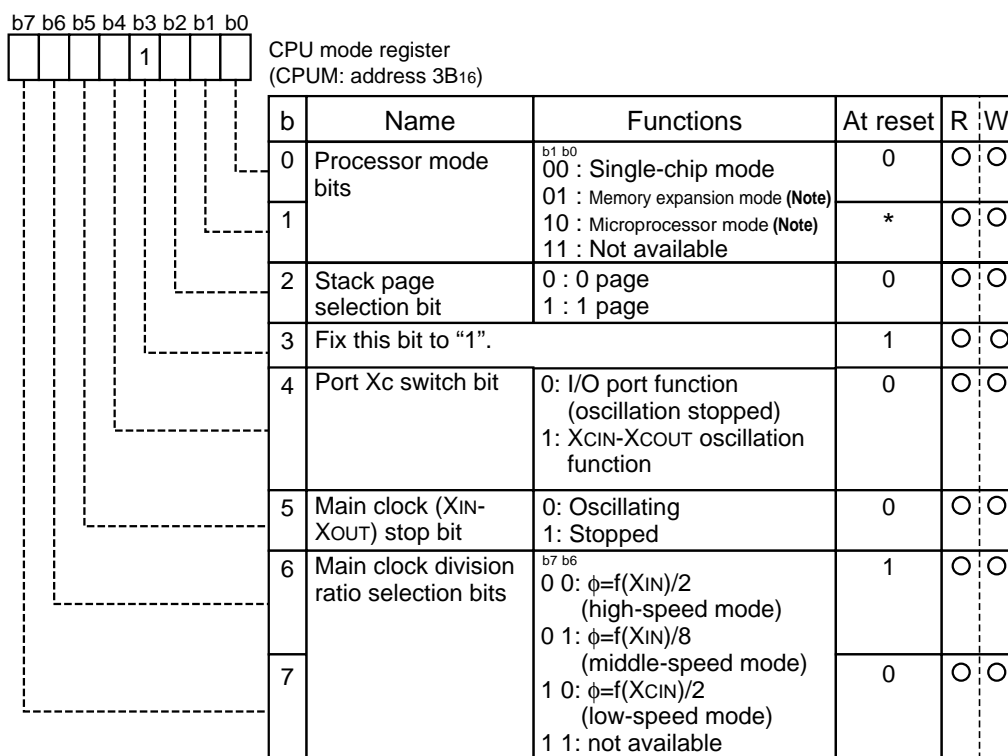 b7 b6 b5 b4 b3 b2 b1 b0
1
CPU mode register
(CPUM: address 3B16)
b Name Functions At reset R W
0 Processor mode bits
b1 b0
00 : Single-chip mode
01 : Memory expansion mode (Note)
0 O O
1
10 : Microprocessor mode (Note)
11 : Not available
* O O
2 Stack page selection bit
0 : 0 page
1 : 1 page
0 O O
3 Fix this bit to “1”. 1 O O
4 Port Xc switch bit
0: I/O port function
(oscillation stopped)
1: XCIN-XCOUT oscillation
function
0 O O
5 Main clock (XIN-
XOUT) stop bit
0: Oscillating
1: Stopped
0 O O
6 Main clock division
ratio selection bits
b7 b6
0 0: ϕ=f(XIN)/2
(high-speed mode)
0 1: ϕ=f(XIN)/8
(middle-speed mode)
1 O O
7
1 0: ϕ=f(XCIN)/2
(low-speed mode)
1 1: not available
0 O O